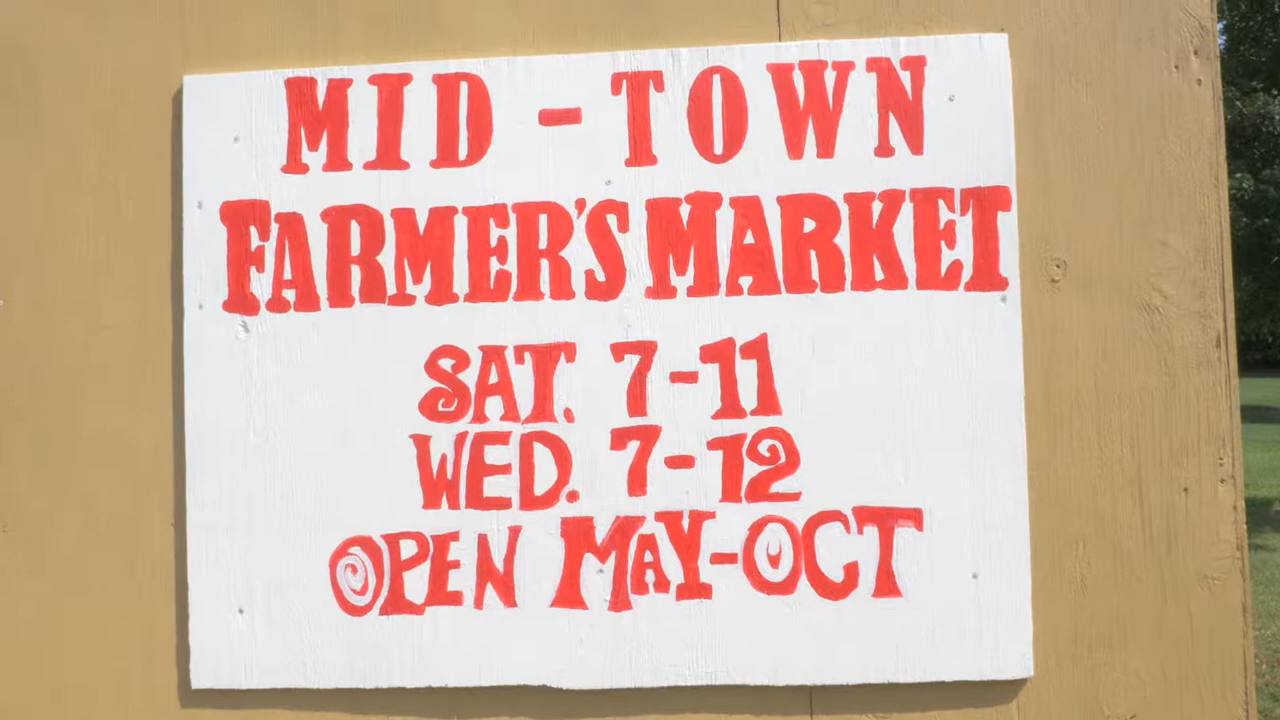 MID-TOWN
FARMER'S MARKET
SAT. 7-11
WED. 7-12
OPEN MAY-OCT